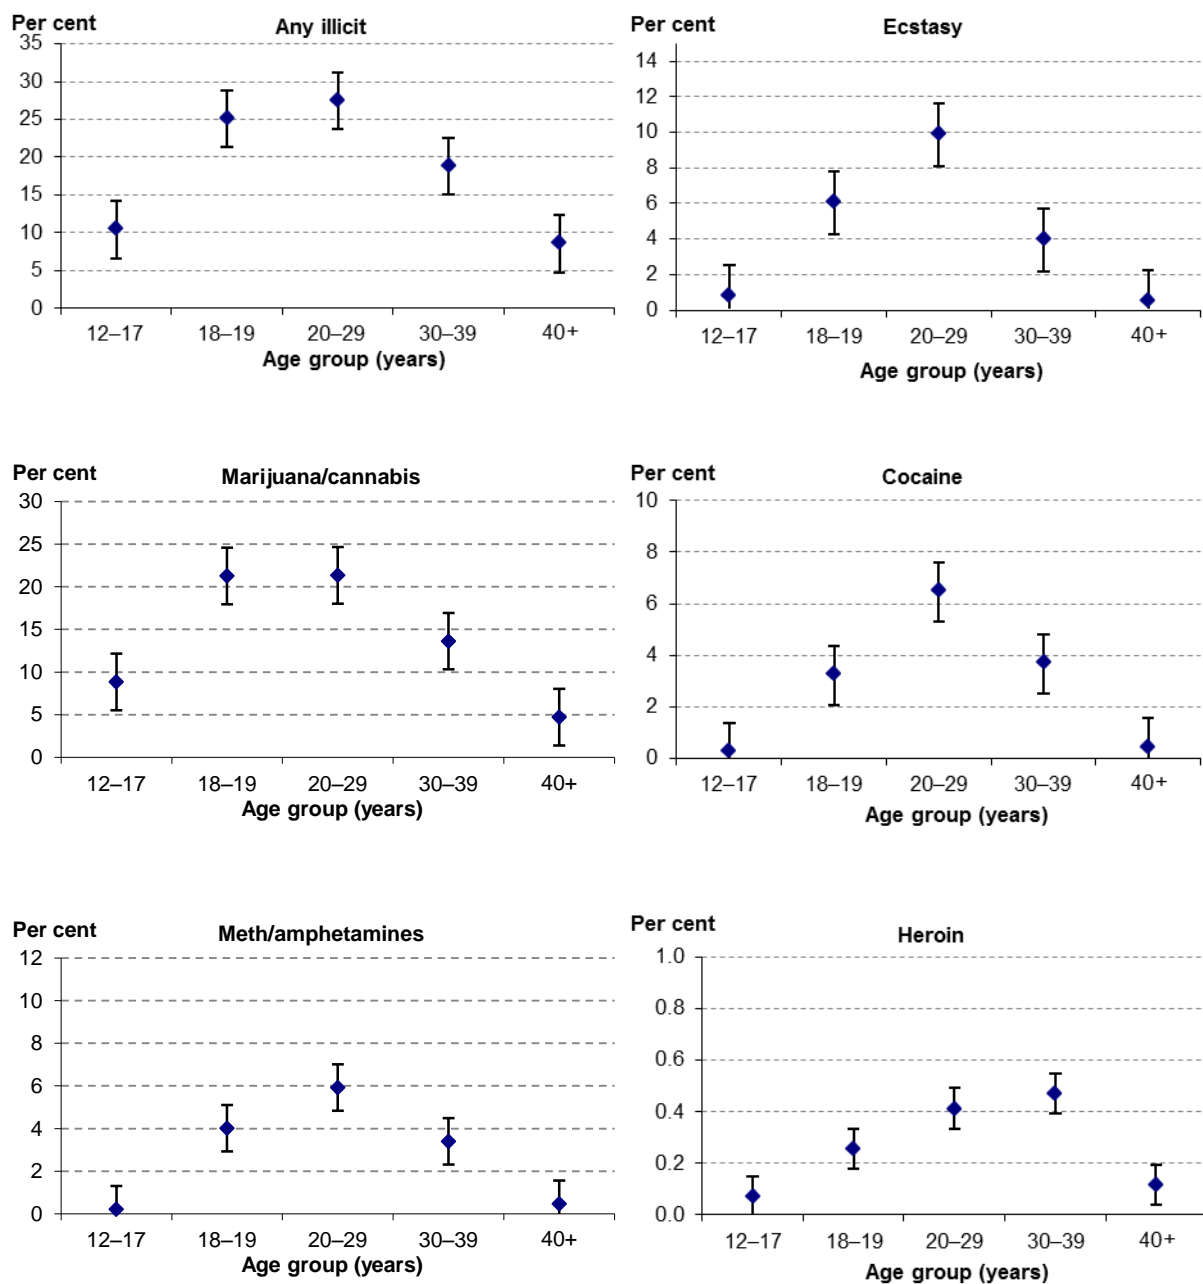 Per cent
Any illicit
35
30
25
20
15
10
5
0
12–17 18–19 20–29 30–39 40+
Age group (years)
Per cent
Ecstasy
14
12
10
8
6
4
2
0
12–17 18–19 20–29 30–39 40+
Age group (years)
Per cent
Marijuana/cannabis
30
25
20
15
10
5
0
12–17 18–19 20–29 30–39 40+
Age group (years)
Per cent
Cocaine
10
8
6
4
2
0
12–17 18–19 20–29 30–39 40+
Age group (years)
Per cent
Meth/amphetamines
12
10
8
6
4
2
0
12–17 18–19 20–29 30–39 40+
Age group (years)
Per cent
Heroin
1.0
0.8
0.6
0.4
0.2
0.0
12–17 18–19 20–29 30–39 40+
Age group (years)